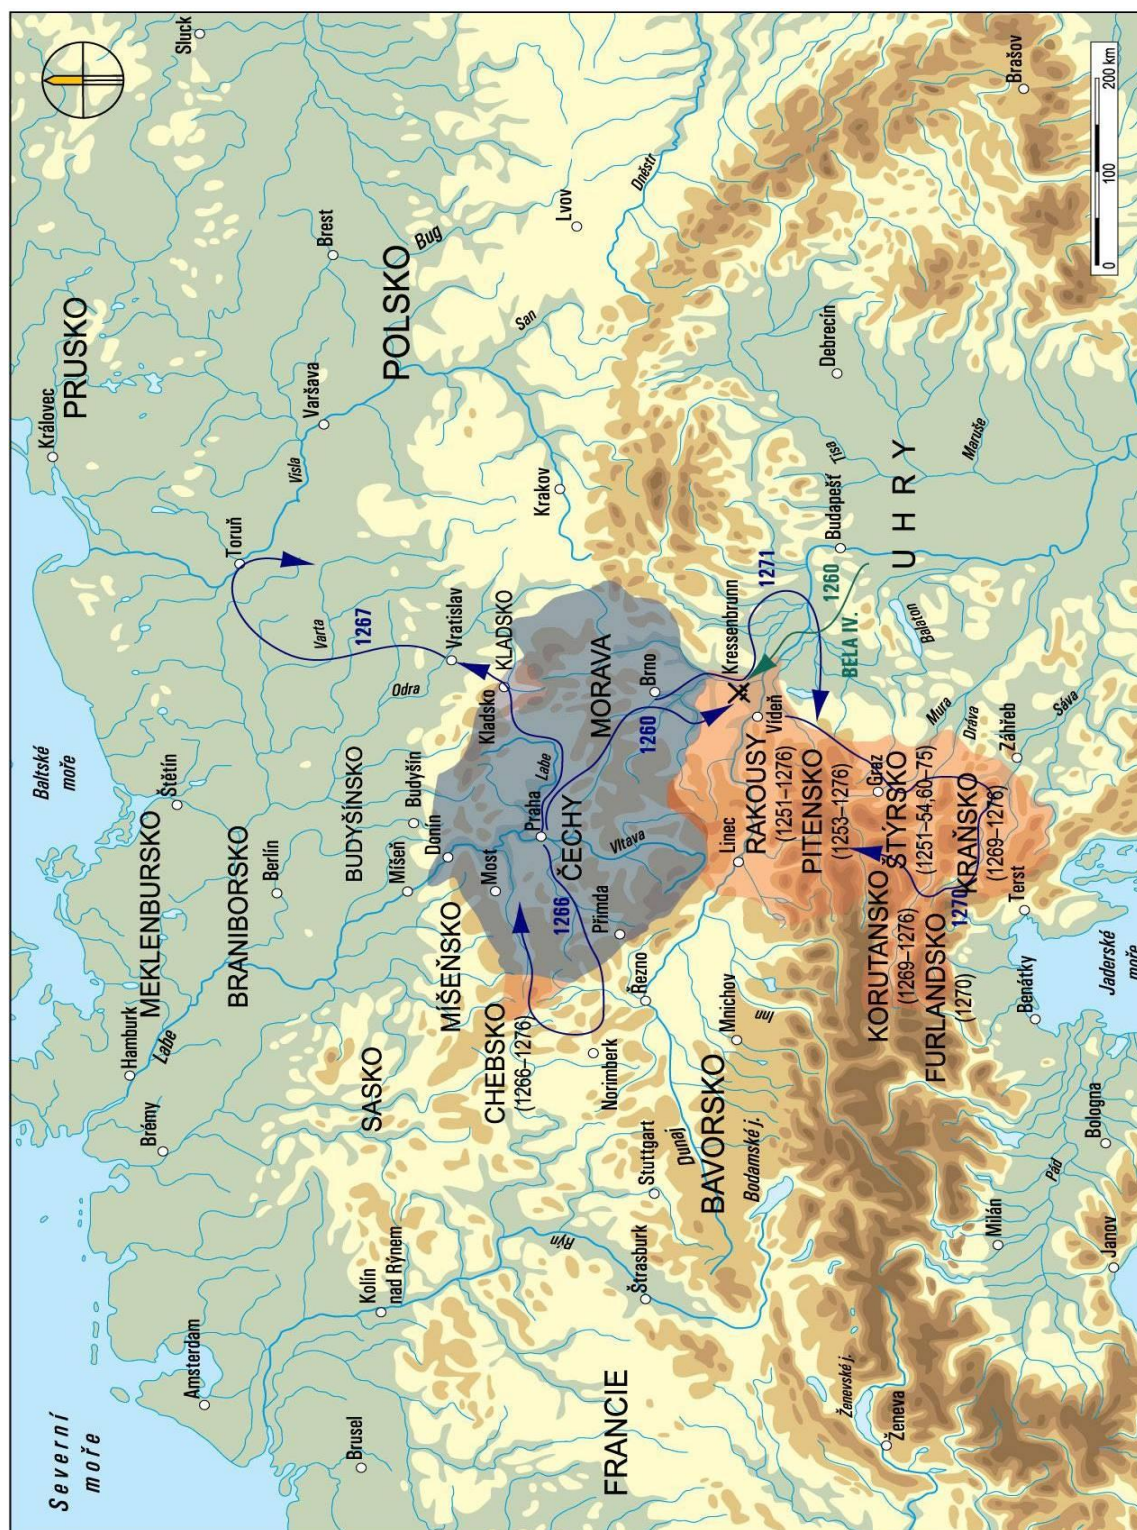 Severní
moře
Baltské
moře
Královec
PRUSKO
Sluck
Hamburk
Labe
Brémy
MEKLENBURSKO
Štětín
BRANIBORSKO
Berlín
Toruň
Visla
Varšava
Brest
Amsterdam
Brusel
Kolín
nad Rýnem
SASKO
BUDYŠÍNSKO
Míšeň
Budyšín
Donín
Odra
Varta
1267
Vratislav
POLSKO
Bug
MÍŠEŇSKO
CHEBSKO
(1266–1276)
Most
Praha
Labe
ČECHY
1266
Kladsko
KLADSKO
Krakov
San
Lvov
FRANCIE
Rýn
Štrasburk
Stuttgart
Norimberk
Řezno
Přimda
Vltava
MORAVA
Brno
1260
Dněstr
Dunaj
BAVORSKO
Bodamské j.
Mnichov
Inn
Linec
RAKOUSY
(1251–1276)
Vídeň
Kressenbrunn
1271
PITENSKO
(1253–1276)
1260
BELA IV.
Budapešť
Tisa
Debrecín
UHRY
Maruše
Balaton
Ženevské j.
Ženeva
KORUTANSKO
(1269–1276)
FURLANDSKO
(1270)
1270
Graz
ŠTÝRSKO
(1251–54,60–75)
KRAŇSKO
(1269–1276)
Mura
Dráva
Záhřeb
Sáva
Brašov
Milán
Pád
Janov
Bologna
Benátky
Terst
Jaderské
moře
0 100 200 km